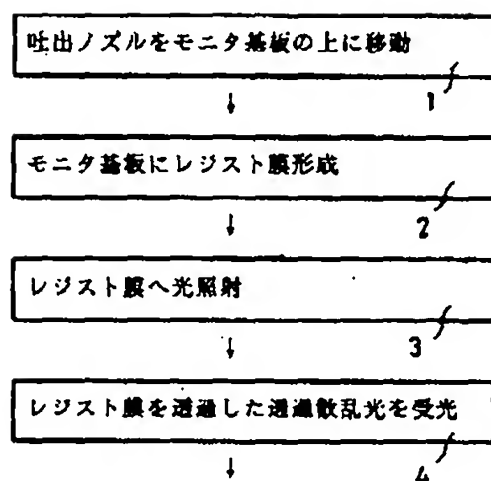 吐出ノズルをモニタ基板の上に移動
1
↓
モニタ基板にレジスト膜形成
2
↓
レジスト膜へ光照射
3
↓
レジスト膜を透過した透過散乱光を受光
4
↓